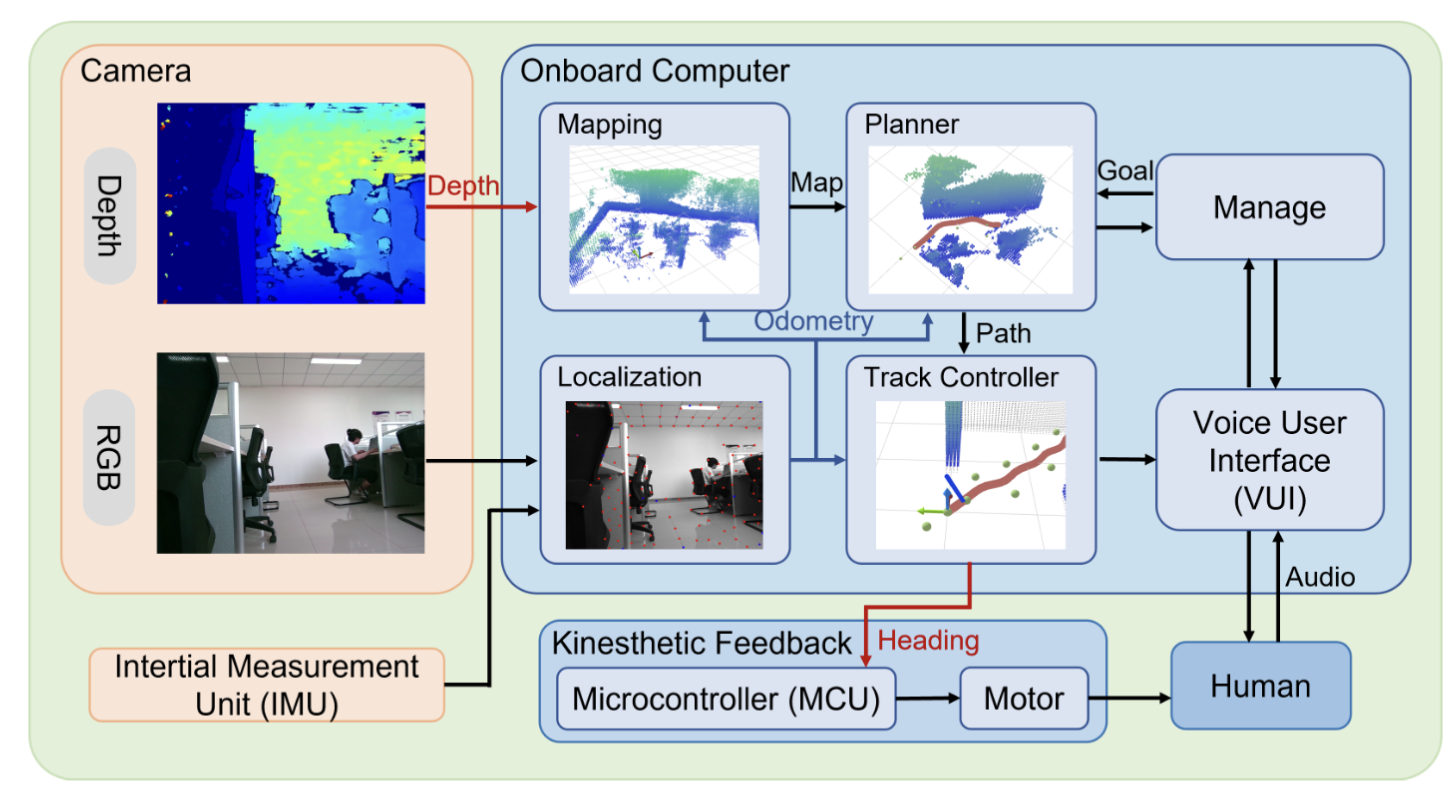 Camera
Depth
RGB
Intertial Measurement
Unit (IMU)
Onboard Computer
Mapping
Planner
Depth
Map
Goal
Manage
Odometry
Path
Localization
Track Controller
Voice User
Interface
(VUI)
Audio
Kinesthetic Feedback
Heading
Microcontroller (MCU)
Motor
Human